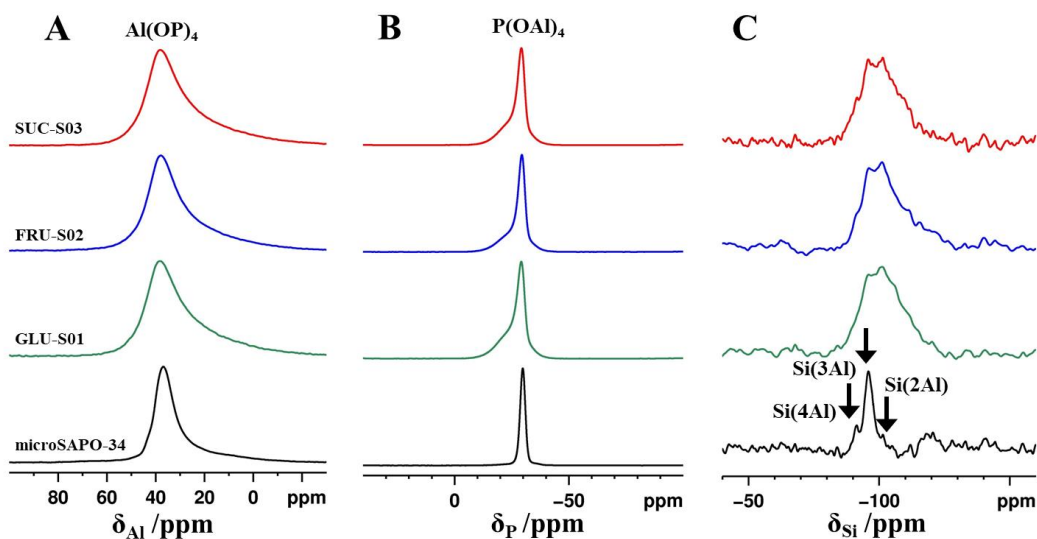 A
Al(OP)₄
SUC-S03
FRU-S02
GLU-S01
microSAPO-34
80 60 40 20 0 ppm
δAl /ppm
B
P(OAl)₄
0 −50 ppm
δP /ppm
C
Si(3Al)
Si(2Al)
Si(4Al)
−50 −100 ppm
δSi /ppm